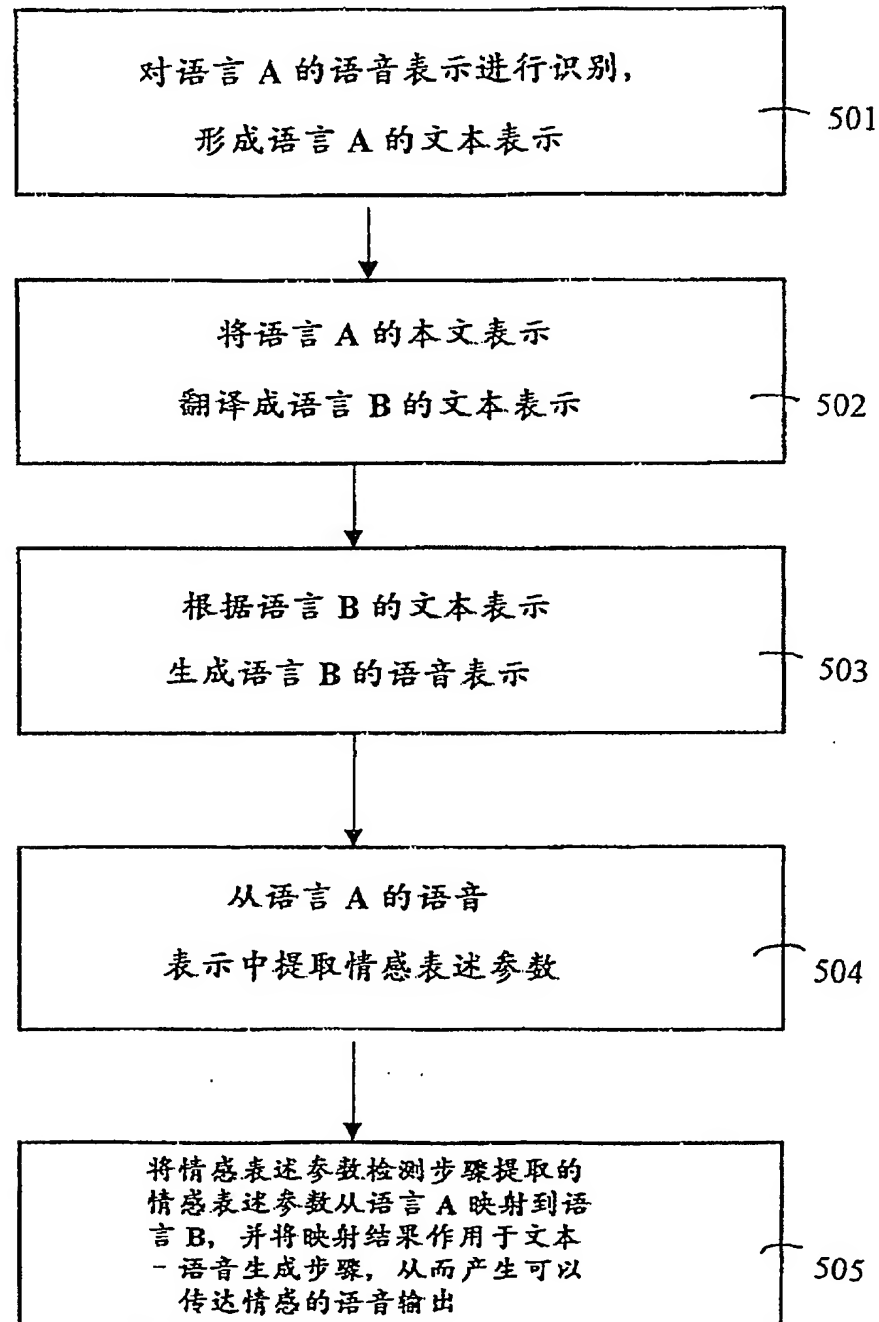 对语言 A 的语音表示进行识别,
形成语言 A 的文本表示
501
将语言 A 的本文表示
翻译成语言 B 的文本表示
502
根据语言 B 的文本表示
生成语言 B 的语音表示
503
从语言 A 的语音
表示中提取情感表述参数
504
将情感表述参数检测步骤提取的
情感表述参数从语言 A 映射到语
言 B, 并将映射结果作用于文本
- 语音生成步骤, 从而产生可以
传达情感的语音输出
505